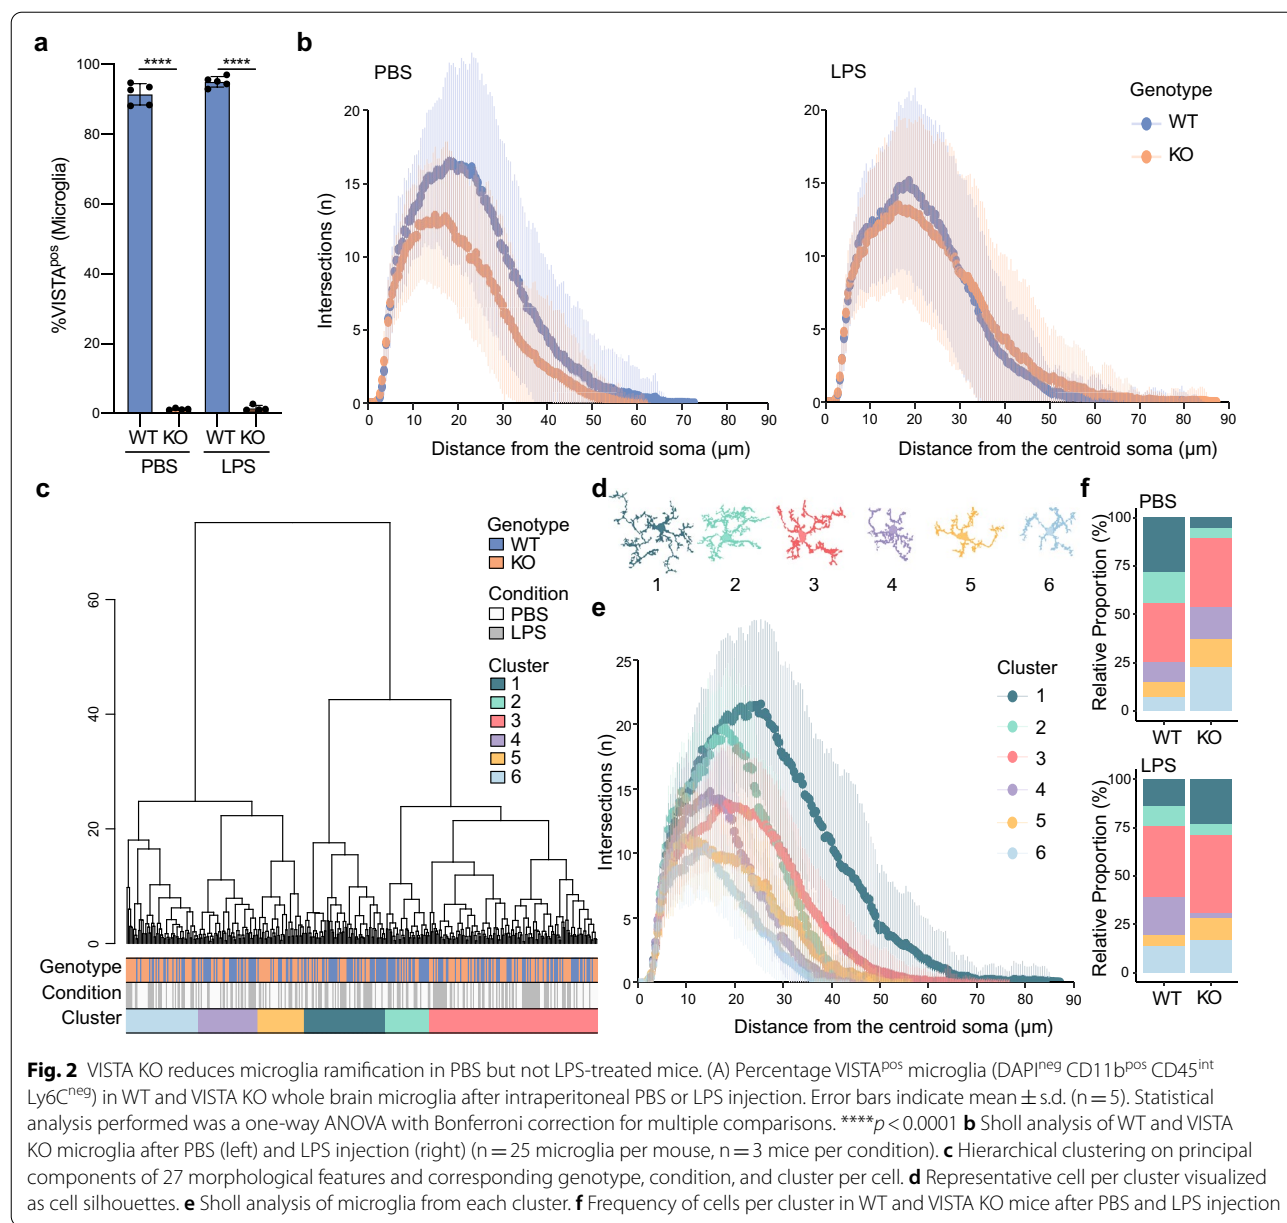 a
%VISTApos (Microglia)
100
80
60
40
20
0
**** ****
WT KO WT KO
PBS LPS
b
PBS
Intersections (n)
20
15
10
5
0
0 10 20 30 40 50 60 70 80 90
Distance from the centroid soma (µm)
LPS
20
15
10
5
0
0 10 20 30 40 50 60 70 80 90
Distance from the centroid soma (µm)
Genotype
WT
KO
c
60
40
20
0
Genotype
WT
KO
Condition
PBS
LPS
Cluster
1
2
3
4
5
6
Genotype
Condition
Cluster
d
1 2 3 4 5 6
e
Intersections (n)
25
20
15
10
5
0
0 10 20 30 40 50 60 70 80 90
Distance from the centroid soma (µm)
Cluster
1
2
3
4
5
6
f
PBS
Relative Proportion (%)
100
75
50
25
0
WT KO
LPS
Relative Proportion (%)
100
75
50
25
0
WT KO
Fig. 2 VISTA KO reduces microglia ramification in PBS but not LPS-treated mice. (A) Percentage VISTApos microglia (DAPIneg CD11bpos CD45int
Ly6Cneg) in WT and VISTA KO whole brain microglia after intraperitoneal PBS or LPS injection. Error bars indicate mean ± s.d. (n = 5). Statistical
analysis performed was a one-way ANOVA with Bonferroni correction for multiple comparisons. ****p < 0.0001 b Sholl analysis of WT and VISTA
KO microglia after PBS (left) and LPS injection (right) (n = 25 microglia per mouse, n = 3 mice per condition). c Hierarchical clustering on principal
components of 27 morphological features and corresponding genotype, condition, and cluster per cell. d Representative cell per cluster visualized
as cell silhouettes. e Sholl analysis of microglia from each cluster. f Frequency of cells per cluster in WT and VISTA KO mice after PBS and LPS injection